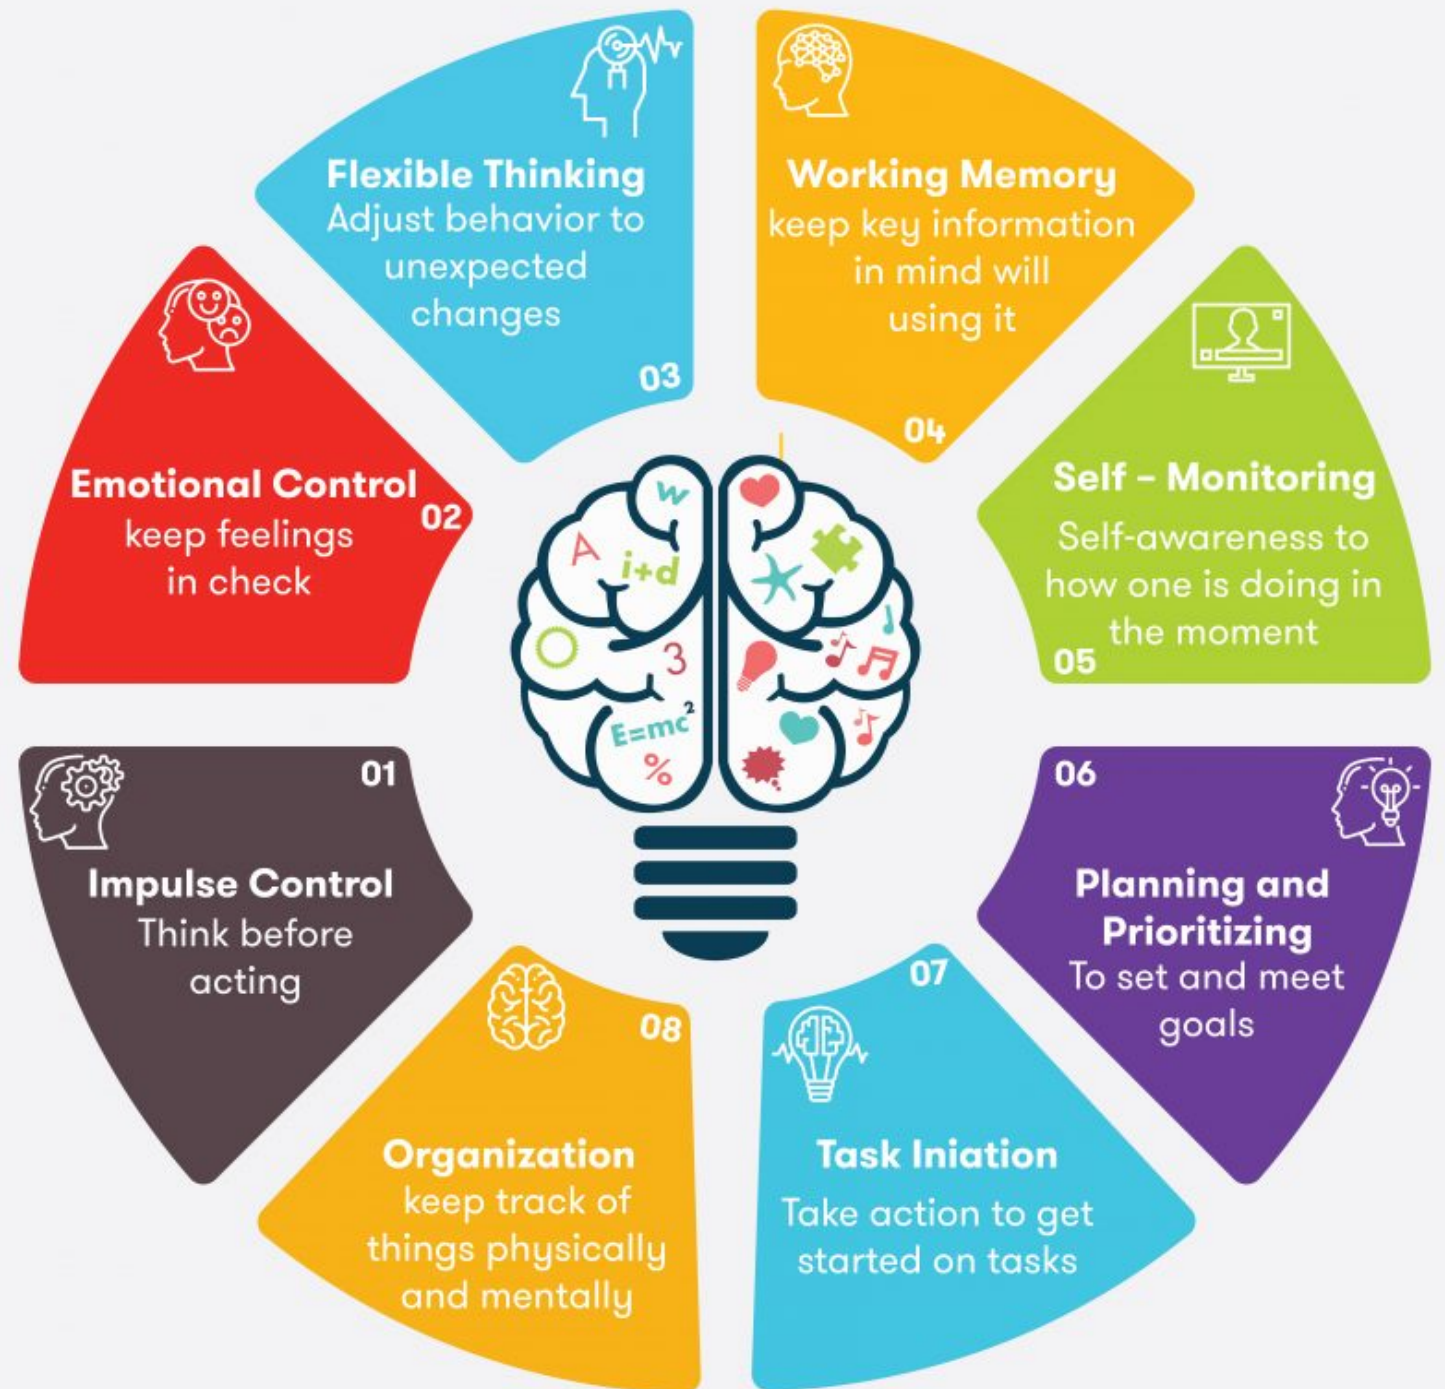 01
Impulse Control
Think before
acting
02
Emotional Control
keep feelings
in check
03
Flexible Thinking
Adjust behavior to
unexpected
changes
04
Working Memory
keep key information
in mind will
using it
05
Self – Monitoring
Self-awareness to
how one is doing in
the moment
06
Planning and
Prioritizing
To set and meet
goals
07
Task Iniation
Take action to get
started on tasks
08
Organization
keep track of
things physically
and mentally
W
A
i+d
3
E=mc²
%